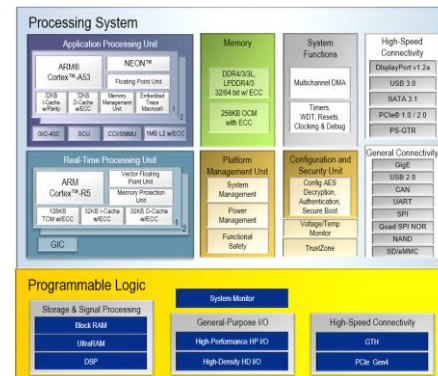 Processing System
Application Processing Unit
ARM®
Cortex™-A53
NEON™
Floating Point Unit
32KB
I-Cache
w/Parity
32KB
D-Cache
w/ECC
Memory
Management
Unit
Embedded
Trace
Macrocell
1
2
GIC-400
SCU
CCI/SMMU
1MB L2 w/ECC
Memory
DDR4/3/3L,
LPDDR4/3
32/64 bit w/ ECC
256KB OCM
with ECC
System
Functions
Multichannel DMA
Timers,
WDT, Resets,
Clocking & Debug
High-Speed
Connectivity
DisplayPort v1.2a
USB 3.0
SATA 3.1
PCIe® 1.0 / 2.0
PS-GTR
Real-Time Processing Unit
ARM
Cortex™-R5
Vector Floating
Point Unit
Memory Protection
Unit
128KB
TCM w/ECC
32KB I-Cache
w/ECC
32KB D-Cache
w/ECC
1
2
GIC
Platform
Management Unit
System
Management
Power
Management
Functional
Safety
Configuration and
Security Unit
Config AES
Decryption,
Authentication,
Secure Boot
Voltage/Temp
Monitor
TrustZone
General Connectivity
GigE
USB 2.0
CAN
UART
SPI
Quad SPI NOR
NAND
SD/eMMC
Programmable Logic
Storage & Signal Processing
Block RAM
UltraRAM
DSP
System Monitor
General-Purpose I/O
High-Performance HP I/O
High-Density HD I/O
High-Speed Connectivity
GTH
PCIe Gen4